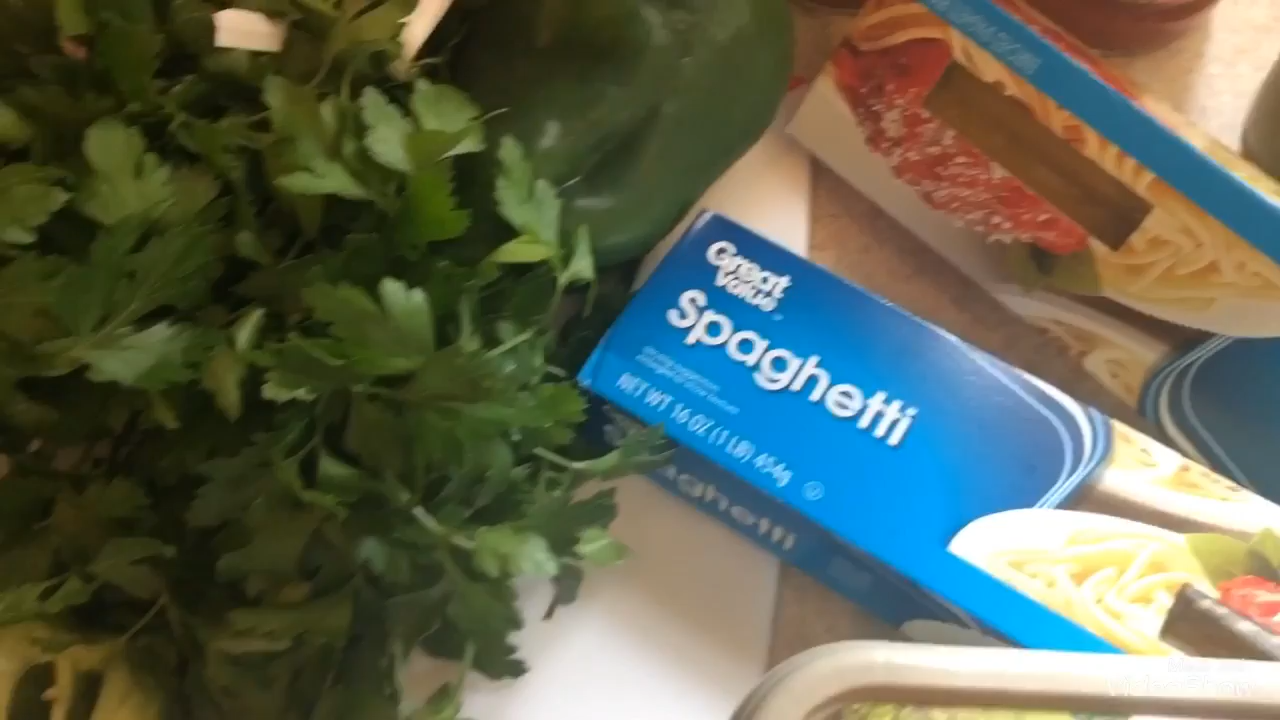 Great
Value
Spaghetti
NET WT 16 OZ (1 LB) 454g
Spaghetti